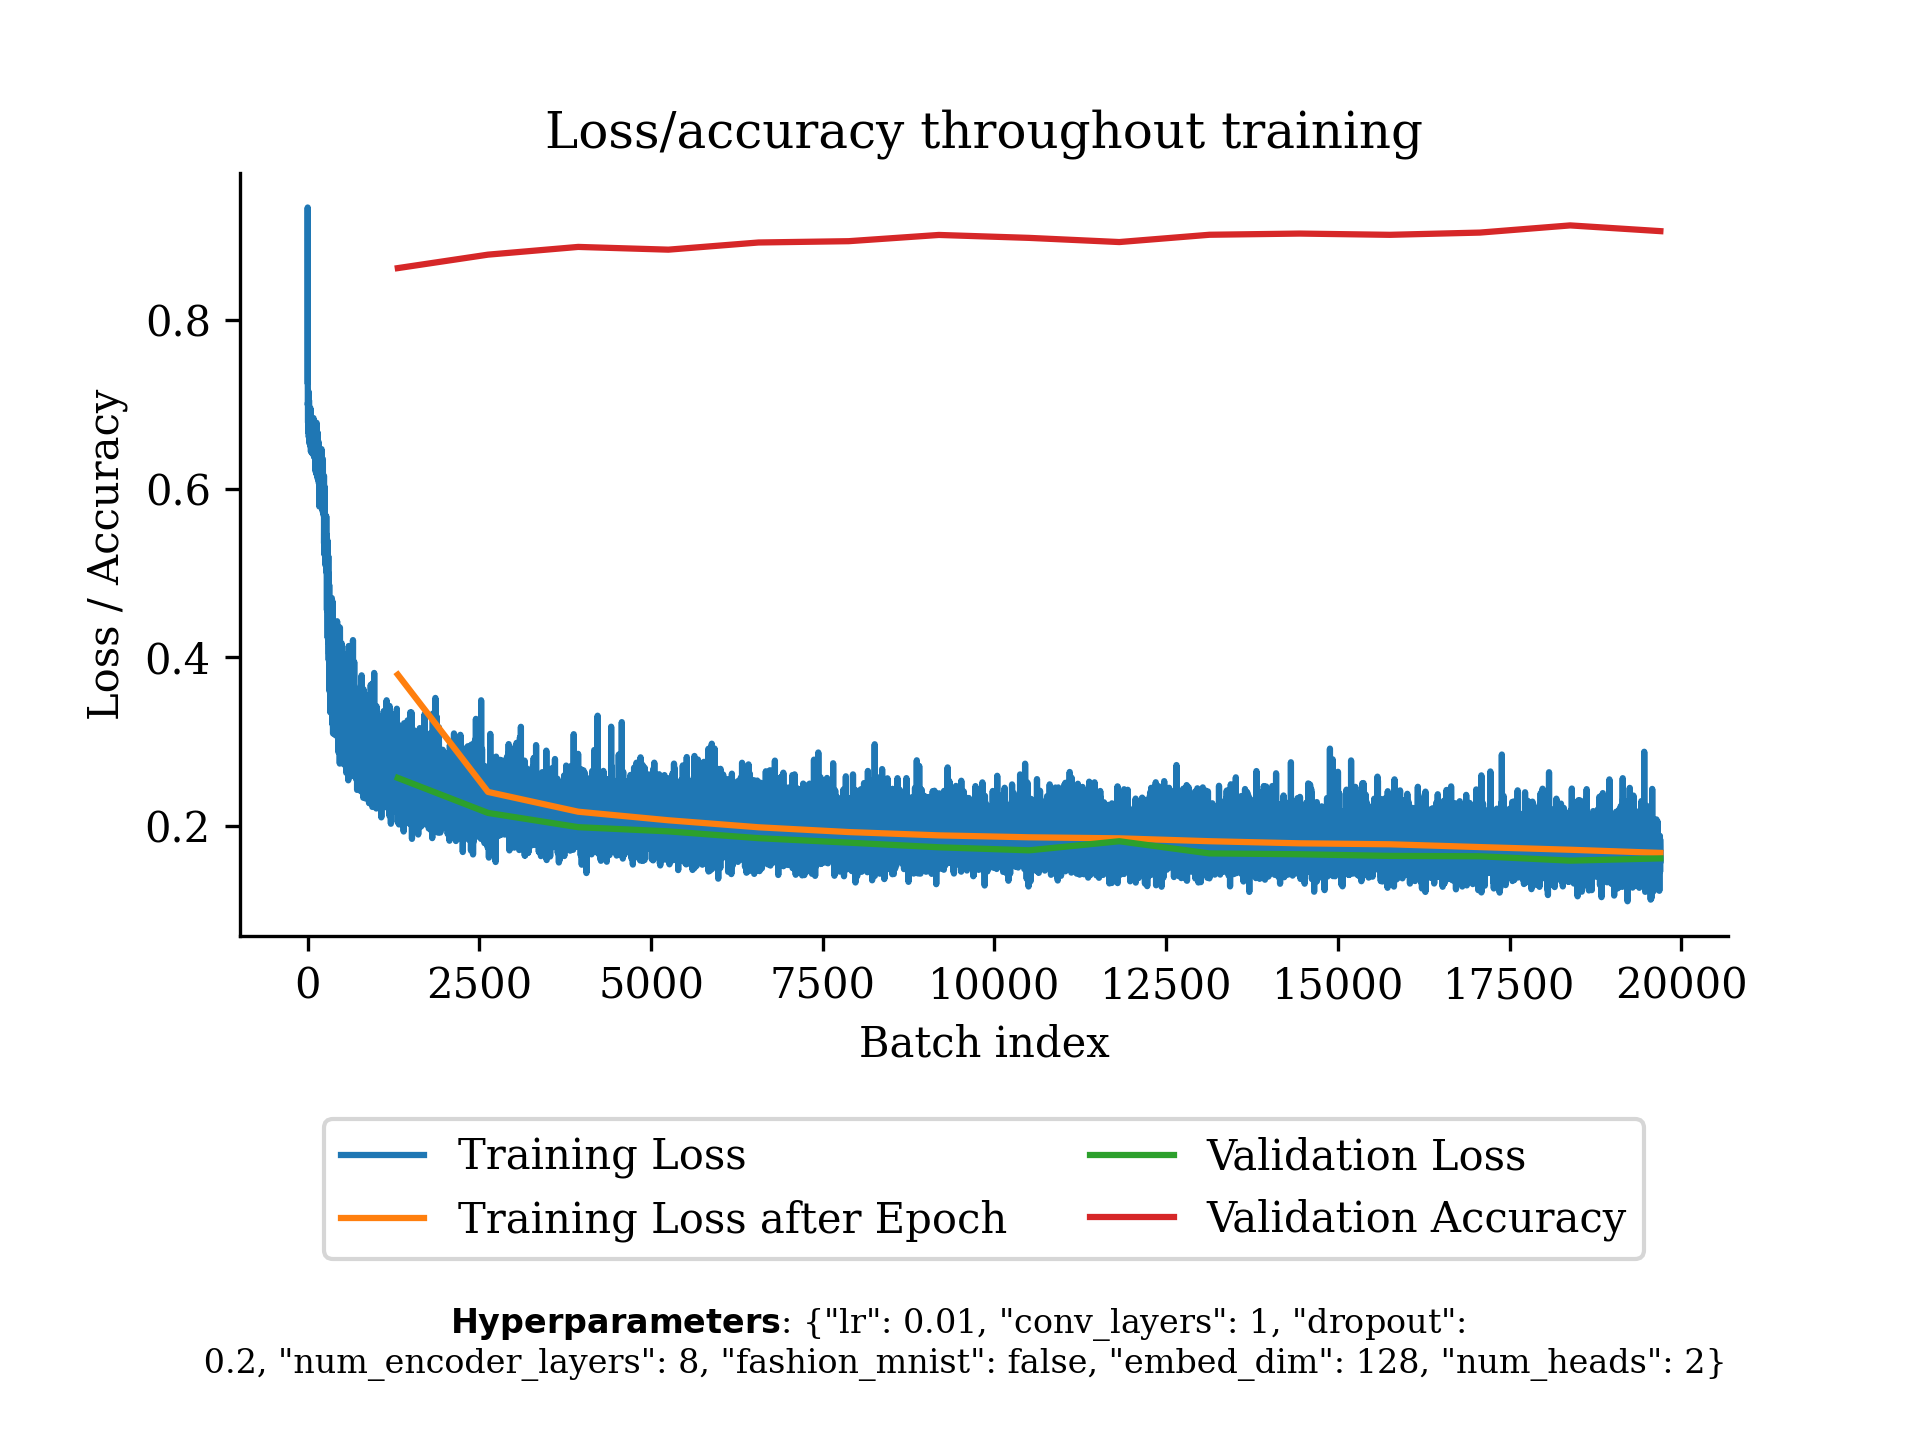 Loss/accuracy throughout training
Loss / Accuracy
0.8
0.6
0.4
0.2
0 2500 5000 7500 10000 12500 15000 17500 20000
Batch index
Training Loss
Training Loss after Epoch
Validation Loss
Validation Accuracy
Hyperparameters: {"lr": 0.01, "conv_layers": 1, "dropout":
0.2, "num_encoder_layers": 8, "fashion_mnist": false, "embed_dim": 128, "num_heads": 2}